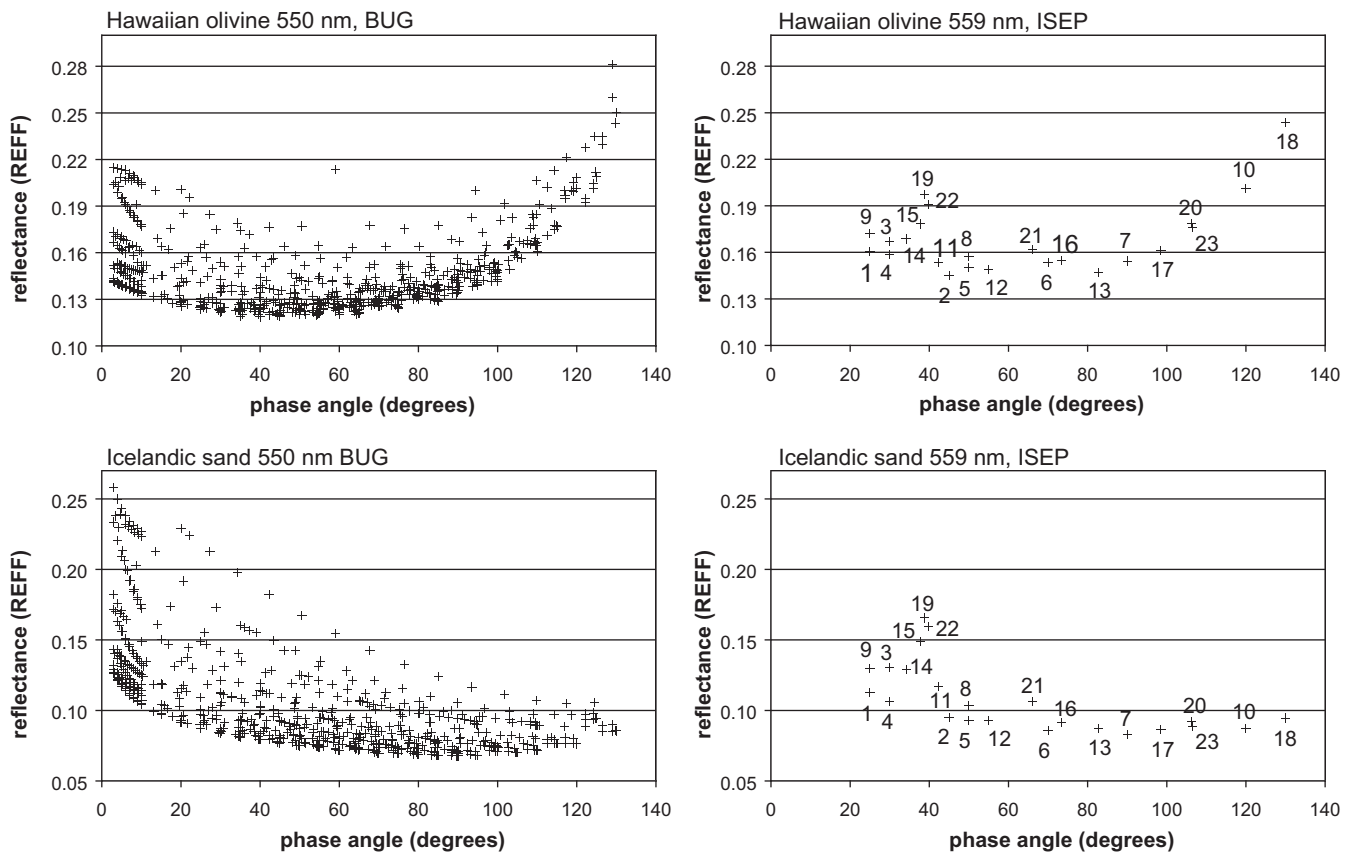 Hawaiian olivine 550 nm, BUG
reflectance (REFF)
0.28
0.25
0.22
0.19
0.16
0.13
0.10
0 20 40 60 80 100 120 140
phase angle (degrees)
Hawaiian olivine 559 nm, ISEP
reflectance (REFF)
0.28
0.25
0.22
0.19
0.16
0.13
0.10
18
10
19
22
20
9 3 15
23
1 4 14 11 8 21 16 7 17
2 5 12 6 13
0 20 40 60 80 100 120 140
phase angle (degrees)
Icelandic sand 550 nm BUG
reflectance (REFF)
0.25
0.20
0.15
0.10
0.05
0 20 40 60 80 100 120 140
phase angle (degrees)
Icelandic sand 559 nm, ISEP
reflectance (REFF)
0.25
0.20
0.15
0.10
0.05
19
9 3 15 22
14
1 4 11 8 21 16 7 20 10
2 5 12 6 13 17 23 18
0 20 40 60 80 100 120 140
phase angle (degrees)